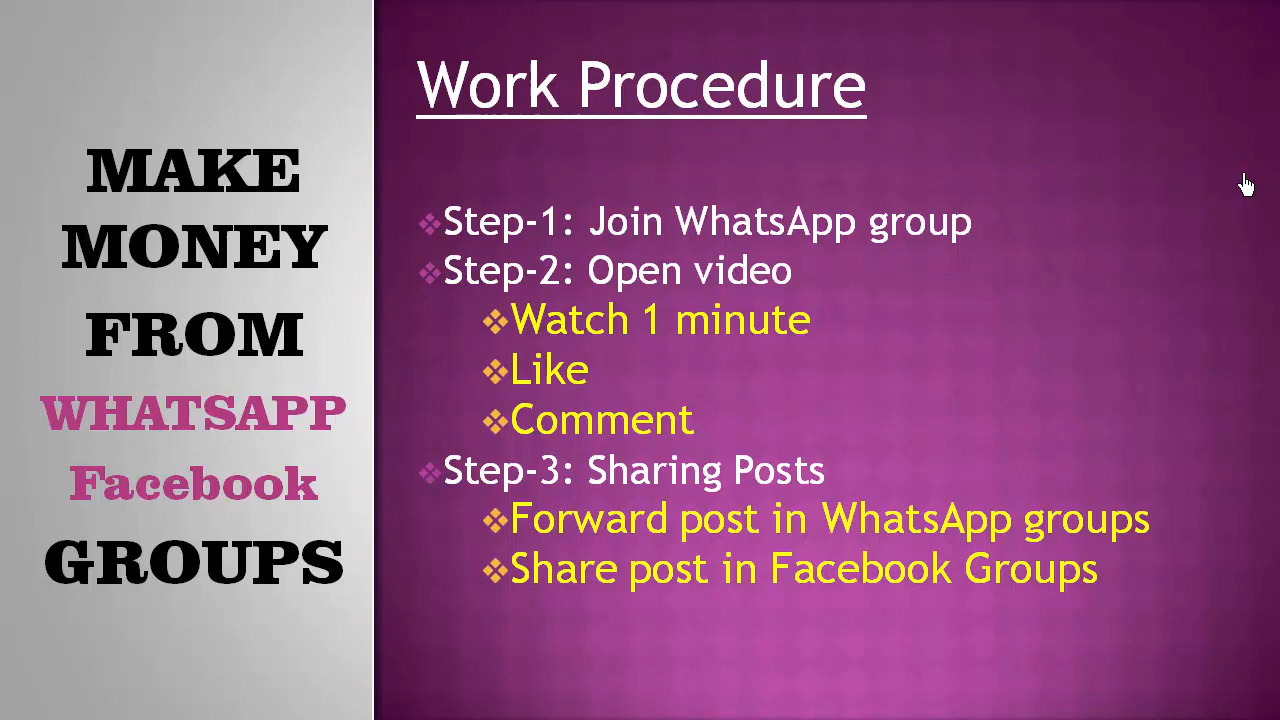 MAKE
MONEY
FROM
WHATSAPP
Facebook
GROUPS
Work Procedure
Step-1: Join WhatsApp group
Step-2: Open video
Watch 1 minute
Like
Comment
Step-3: Sharing Posts
Forward post in WhatsApp groups
Share post in Facebook Groups